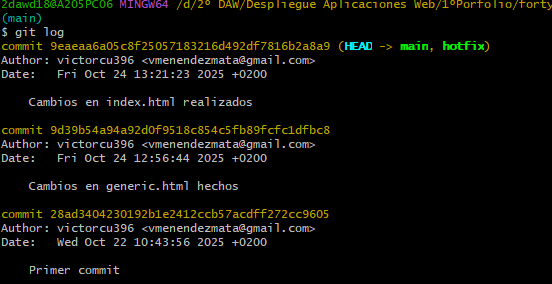 2dawd18@A205PC06 MINGW64 /d/2º DAW/Despliegue Aplicaciones Web/1ºPorfolio/forty
(main)
$ git log
commit 9eaeaa6a05c8f25057183216d492df7816b2a8a9 (HEAD -> main, hotfix)
Author: victorcu396 <vmenendezmata@gmail.com>
Date:   Fri Oct 24 13:21:23 2025 +0200

    Cambios en index.html realizados

commit 9d39b54a94a92d0f9518c854c5fb89fcfc1dfbc8
Author: victorcu396 <vmenendezmata@gmail.com>
Date:   Fri Oct 24 12:56:44 2025 +0200

    Cambios en generic.html hechos

commit 28ad3404230192b1e2412ccb57acdff272cc9605
Author: victorcu396 <vmenendezmata@gmail.com>
Date:   Wed Oct 22 10:43:56 2025 +0200

    Primer commit